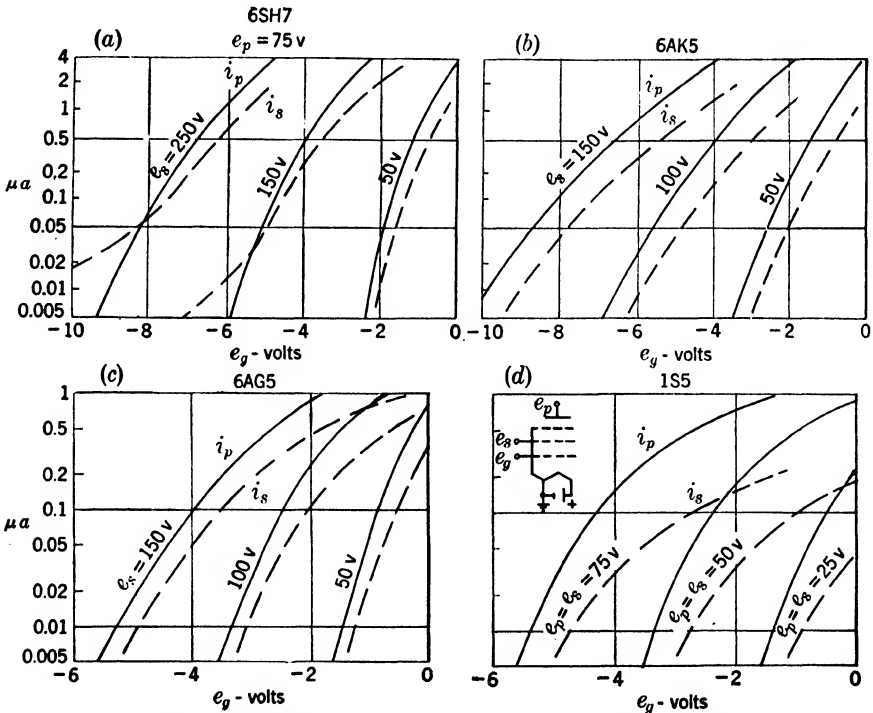 6SH7
(a)
e_p = 75 v
4
2
1
0.5
0.2
0.1
0.05
0.02
0.01
0.005
μa
i_p
i_s
e_s = 250 v
150 v
50 v
-10
-8
-6
-4
-2
0
e_g - volts
(b)
6AK5
i_p
i_s
e_s = 150 v
100 v
50 v
-10
-8
-6
-4
-2
0
e_g - volts
(c)
6AG5
1
0.5
0.1
0.05
0.02
0.01
0.005
μa
i_p
i_s
e_s = 150 v
100 v
50 v
-6
-4
-2
0
e_g - volts
(d)
1S5
e_p
e_s
e_g
+
i_p
i_s
e_p = e_s = 75 v
e_p = e_s = 50 v
e_p = e_s = 25 v
-6
-4
-2
0
e_g - volts